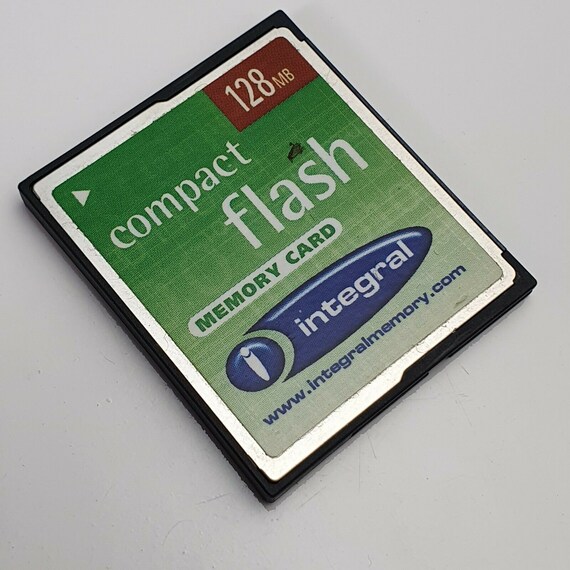 128MB
compact
flash
MEMORY CARD
integral
www.integralmemory.com